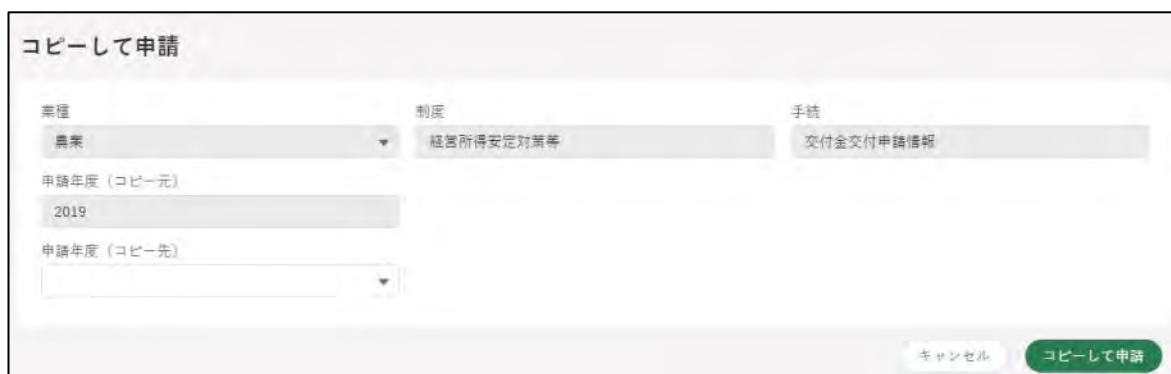 コピーして申請
業種 制度 手続
農業 経営所得安定対策等 交付金交付申請情報
申請年度（コピー元）
2019
申請年度（コピー先）
キャンセル コピーして申請